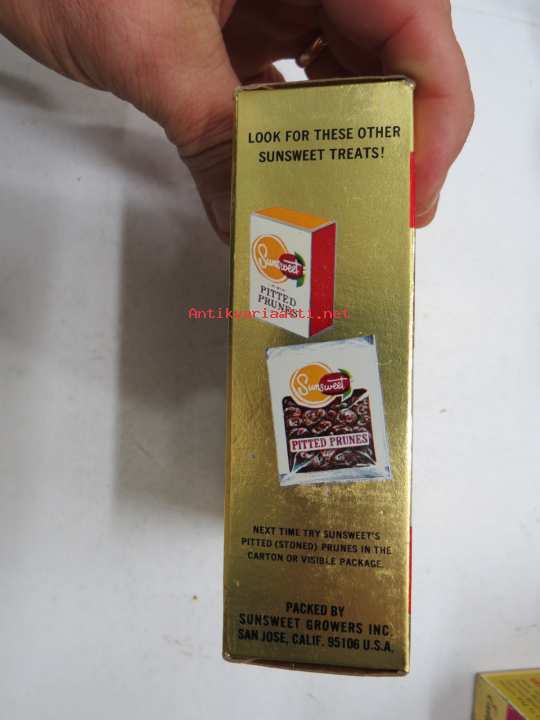 LOOK FOR THESE OTHER
SUNSWEET TREATS!
Sunsweet
PITTED
PRUNES
Antikvariaatti.net
Sunsweet
PITTED PRUNES
NEXT TIME TRY SUNSWEET'S
PITTED (STONED) PRUNES IN THE
CARTON OR VISIBLE PACKAGE.
PACKED BY
SUNSWEET GROWERS INC.
SAN JOSE, CALIF. 95106 U.S.A.